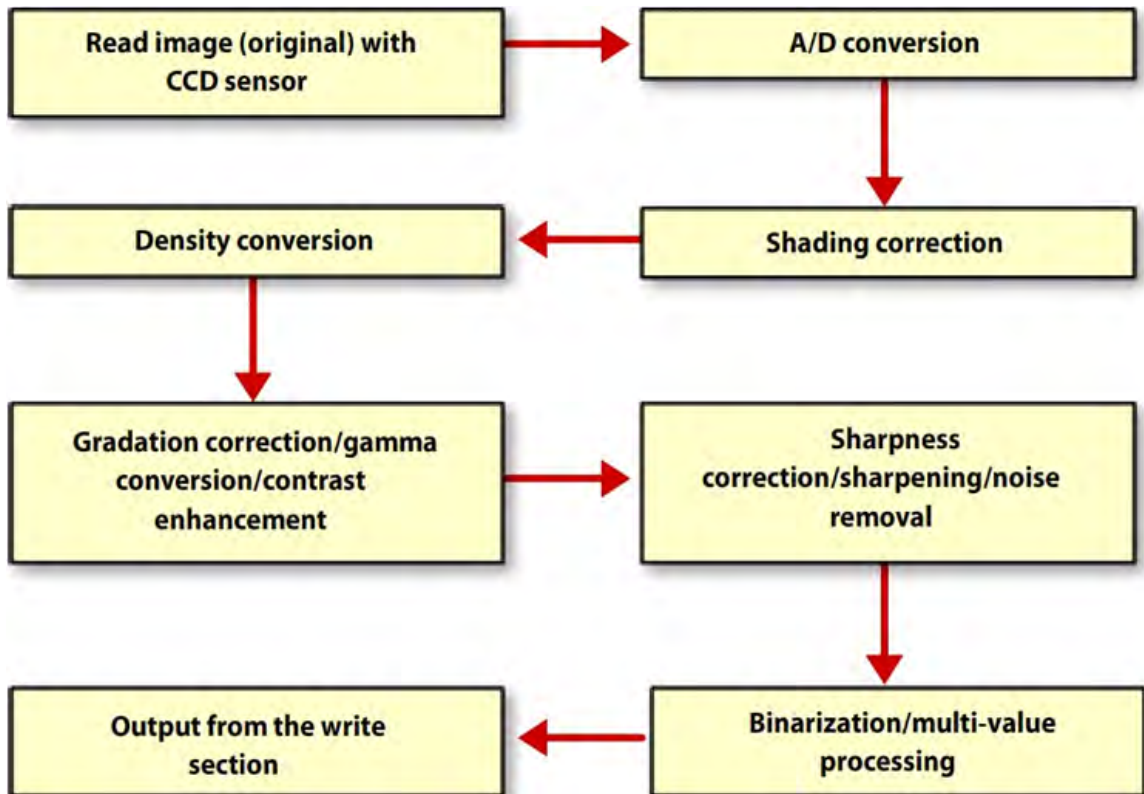 Read image (original) with
CCD sensor
A/D conversion
Shading correction
Density conversion
Gradation correction/gamma
conversion/contrast
enhancement
Sharpness
correction/sharpening/noise
removal
Binarization/multi-value
processing
Output from the write
section